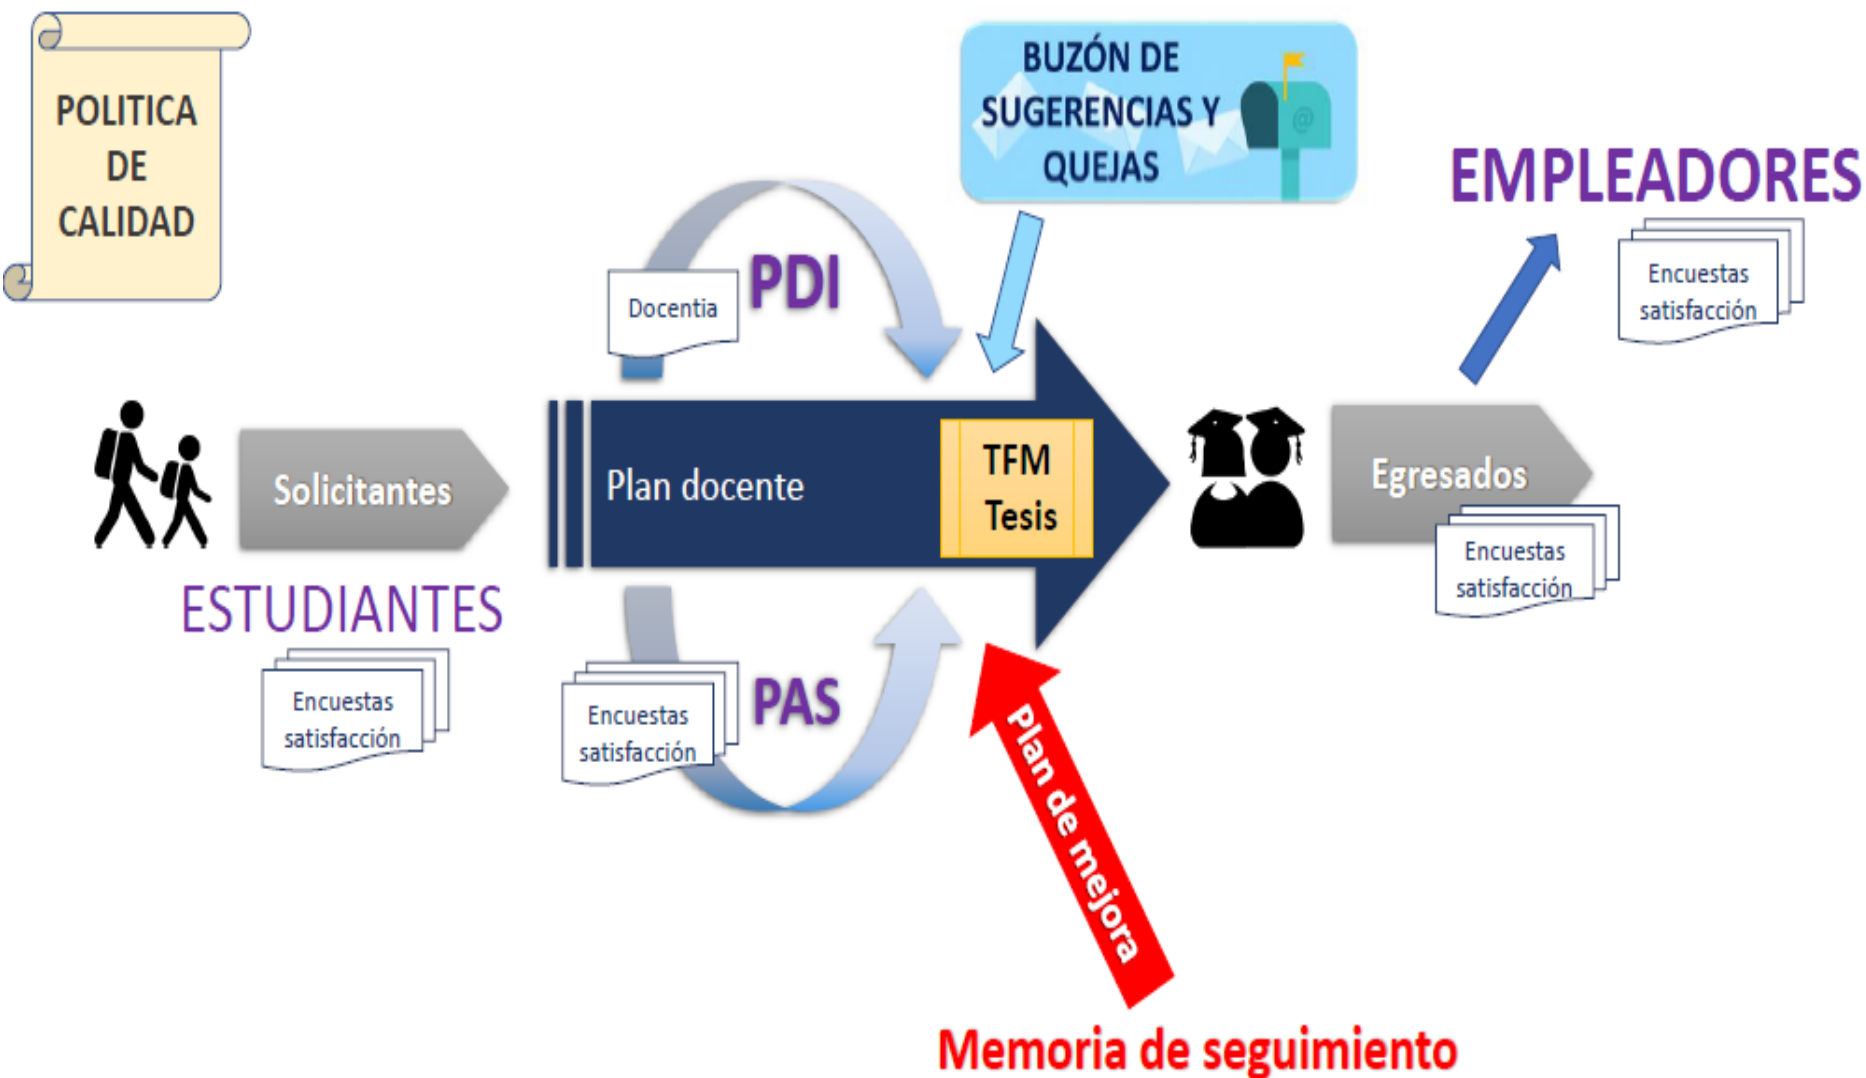 POLITICA
DE
CALIDAD
BUZÓN DE
SUGERENCIAS Y
QUEJAS
@
EMPLEADORES
Encuestas
satisfacción
PDI
Docentia
Solicitantes
Plan docente
TFM
Tesis
Egresados
Encuestas
satisfacción
ESTUDIANTES
Encuestas
satisfacción
PAS
Encuestas
satisfacción
Plan de mejora
Memoria de seguimiento